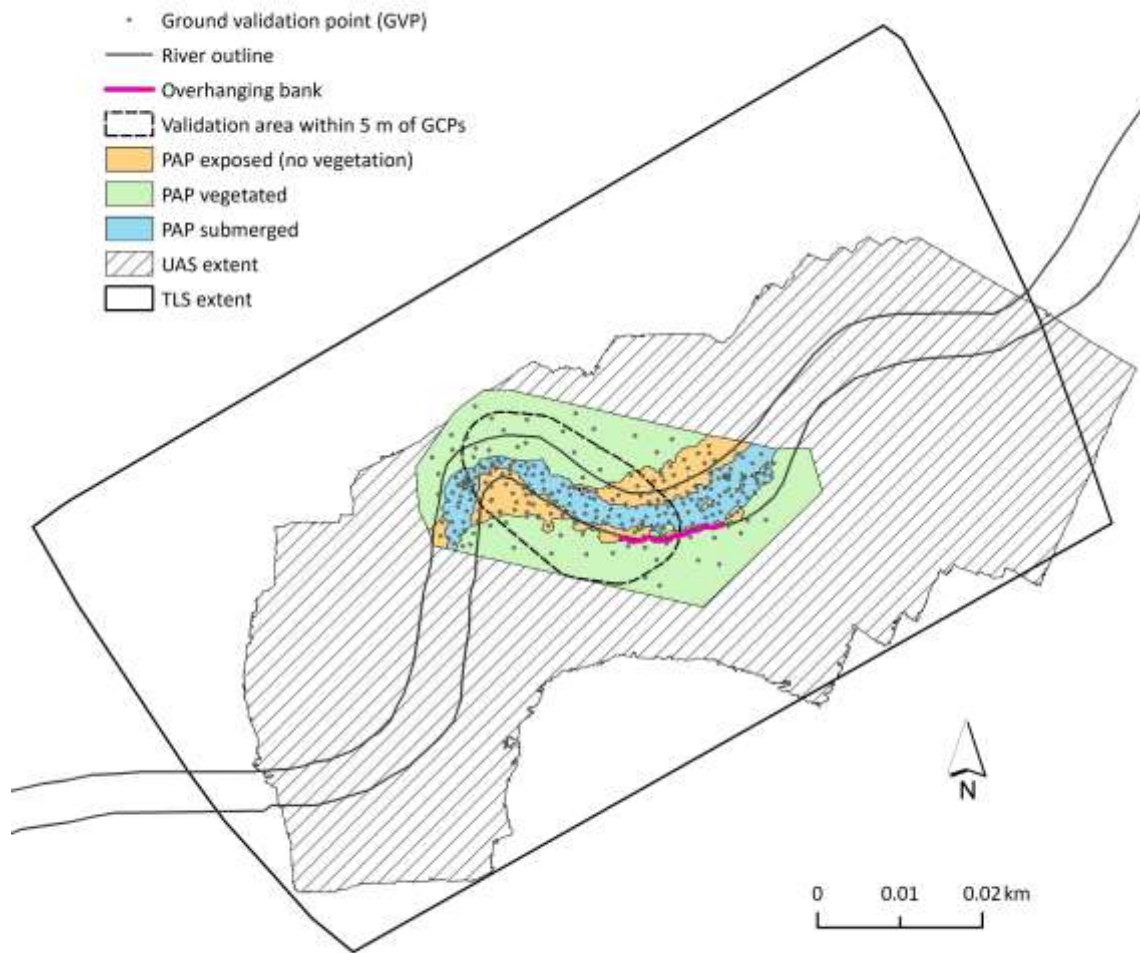 Ground validation point (GVP)
River outline
Overhanging bank
Validation area within 5 m of GCPs
PAP exposed (no vegetation)
PAP vegetated
PAP submerged
UAS extent
TLS extent
N
0 0.01 0.02 km